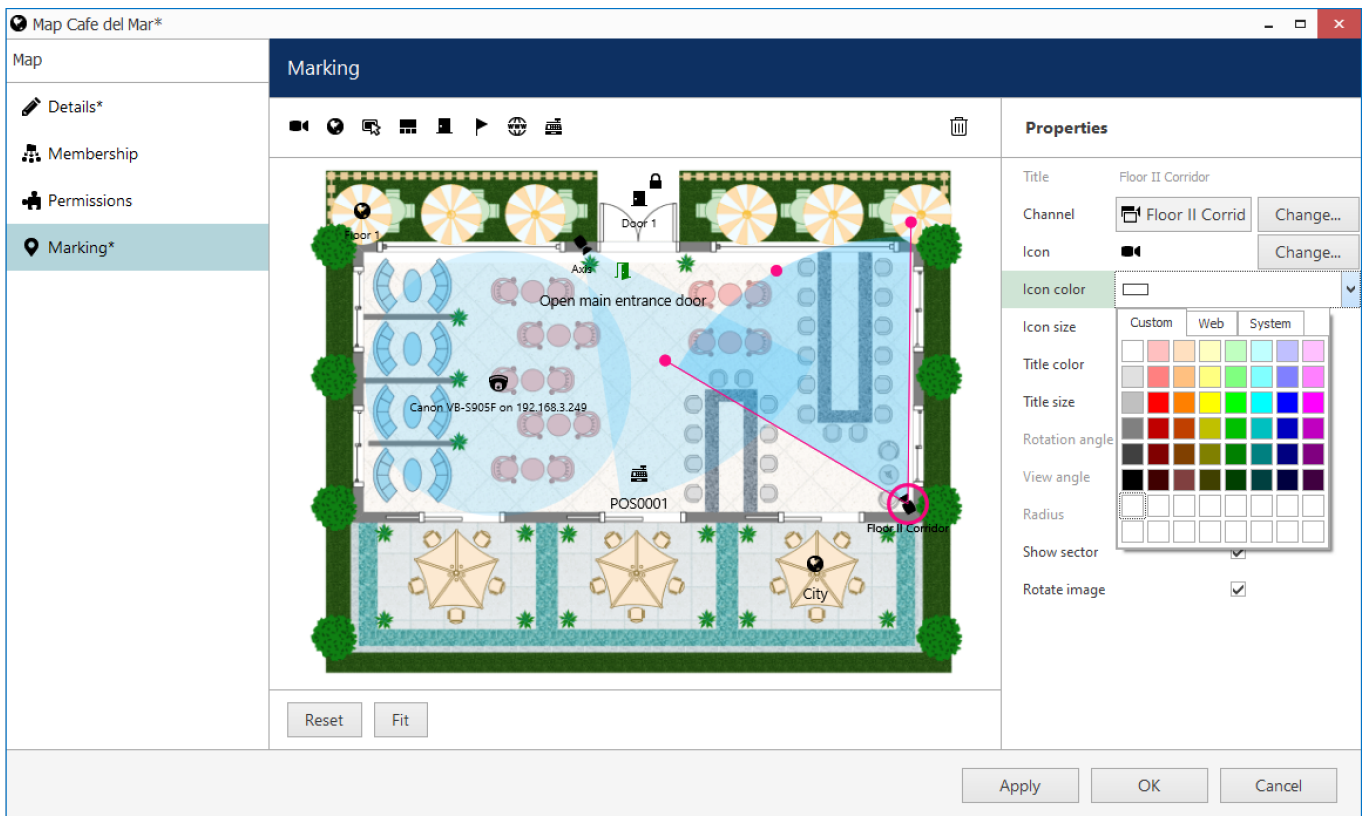 Map Cafe del Mar*
Map
Details*
Membership
Permissions
Marking*
Marking
WWW
Floor 1
Door 1
Axis
Open main entrance door
Canon VB-S905F on 192.168.3.249
POS0001
Floor II Corridor
City
Reset
Fit
Properties
Title Floor II Corridor
Channel Floor II Corrid Change...
Icon Change...
Icon color
Custom Web System
Icon size
Title color
Title size
Rotation angle
View angle
Radius
Show sector
Rotate image
Apply OK Cancel